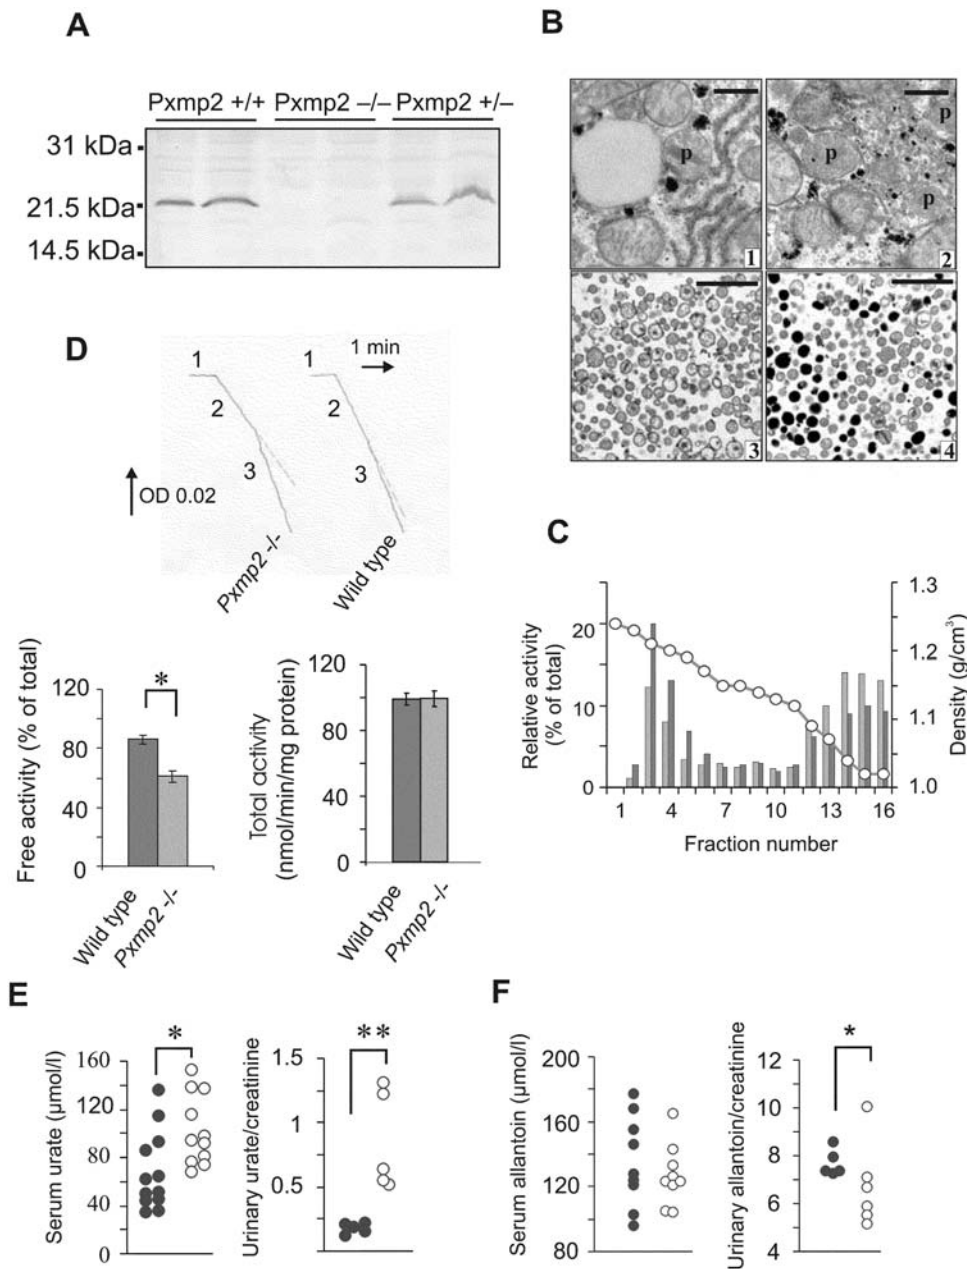 A
Pxmp2 +/+ Pxmp2 –/– Pxmp2 +/–
31 kDa
21.5 kDa
14.5 kDa
B
p
1
p
p
p
2
3
4
D
1
2
3
1
2
3
1 min
OD 0.02
Pxmp2 -/-
Wild type
Free activity (% of total)
120
80
40
0
*
Wild type
Pxmp2 -/-
Total activity
(nmol/min/mg protein)
120
80
40
0
Wild type
Pxmp2 -/-
C
Relative activity
(% of total)
20
10
0
1 4 7 10 13 16
Fraction number
1.3
1.2
1.1
1.0
Density (g/cm³)
E
Serum urate (µmol/l)
160
120
80
40
0
*
Urinary urate/creatinine
1.5
1
0.5
**
F
Serum allantoin (µmol/l)
200
160
120
80
Urinary allantoin/creatinine
12
10
8
6
4
*